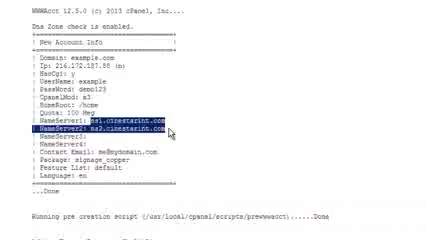 WWWAcct 12.5.0 (c) 2013 cPanel, Inc....
Dns Zone check is enabled.
+===================================+
| New Account Info |
+===================================+
| Domain: example.com
| Ip: 216.172.187.88 (n)
| HasCgi: y
| UserName: example
| PassWord: demo123
| CpanelMod: x3
| HomeRoot: /home
| Quota: 100 Meg
| NameServer1: ns1.cinestarint.com
| NameServer2: ns2.cinestarint.com
| NameServer3:
| NameServer4:
| Contact Email: me@mydomain.com
| Package: signage_copper
| Feature List: default
| Language: en
+===================================+
...Done
Running pre creation script (/usr/local/cpanel/scripts/prewwwacct)......Done